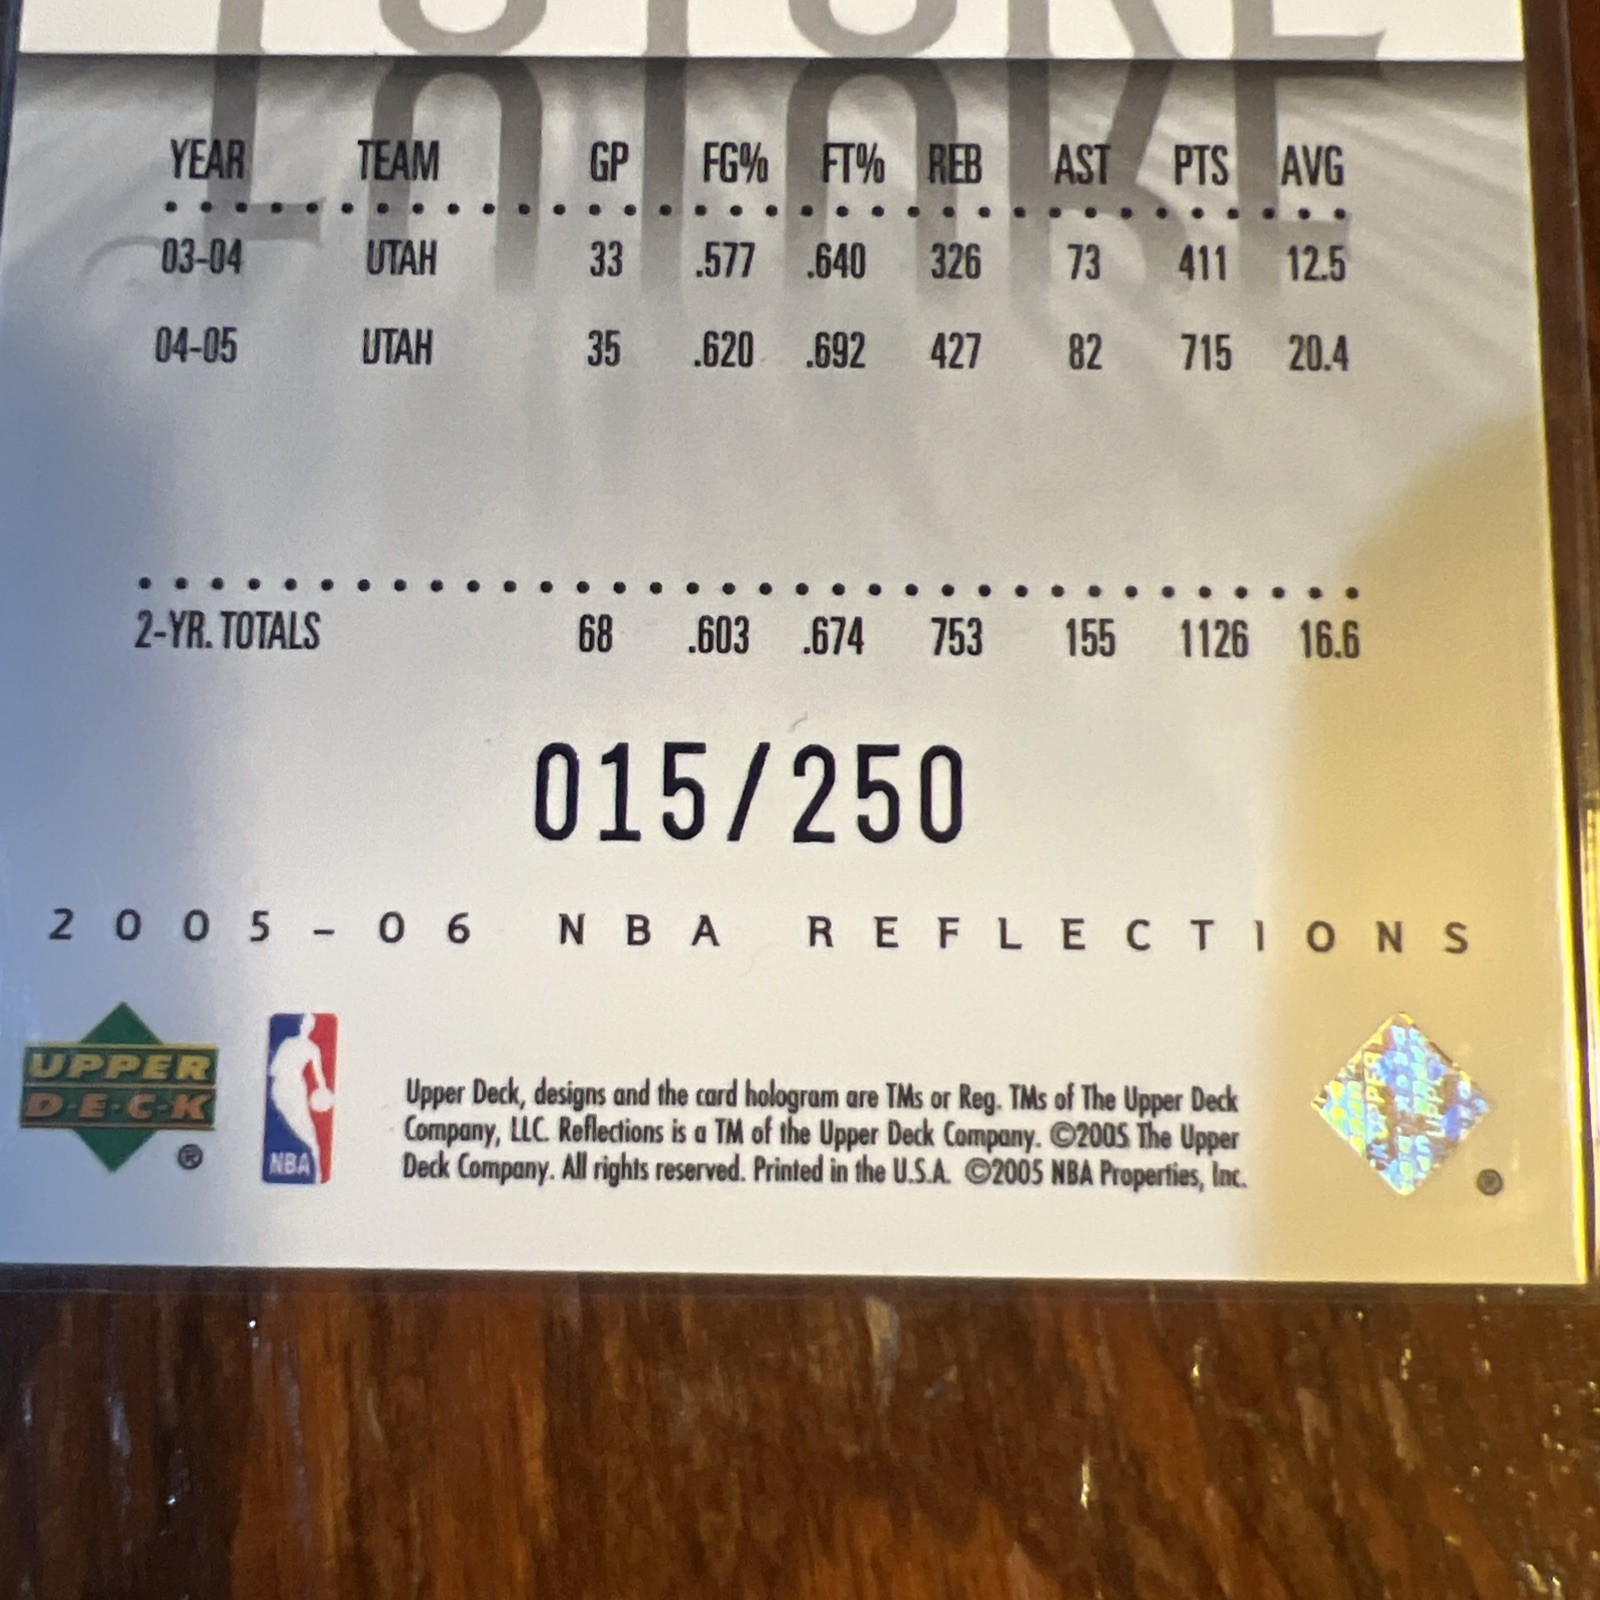 FUTURE
YEAR TEAM GP FG% FT% REB AST PTS AVG
03-04 UTAH 33 .577 .640 326 73 411 12.5
04-05 UTAH 35 .620 .692 427 82 715 20.4
2-YR. TOTALS 68 .603 .674 753 155 1126 16.6
015/250
2005-06 NBA REFLECTIONS
UPPER
D·E·C·K
®
NBA
Upper Deck, designs and the card hologram are TMs or Reg. TMs of The Upper Deck
Company, LLC. Reflections is a TM of the Upper Deck Company. ©2005 The Upper
Deck Company. All rights reserved. Printed in the U.S.A. ©2005 NBA Properties, Inc.
UPPER
®